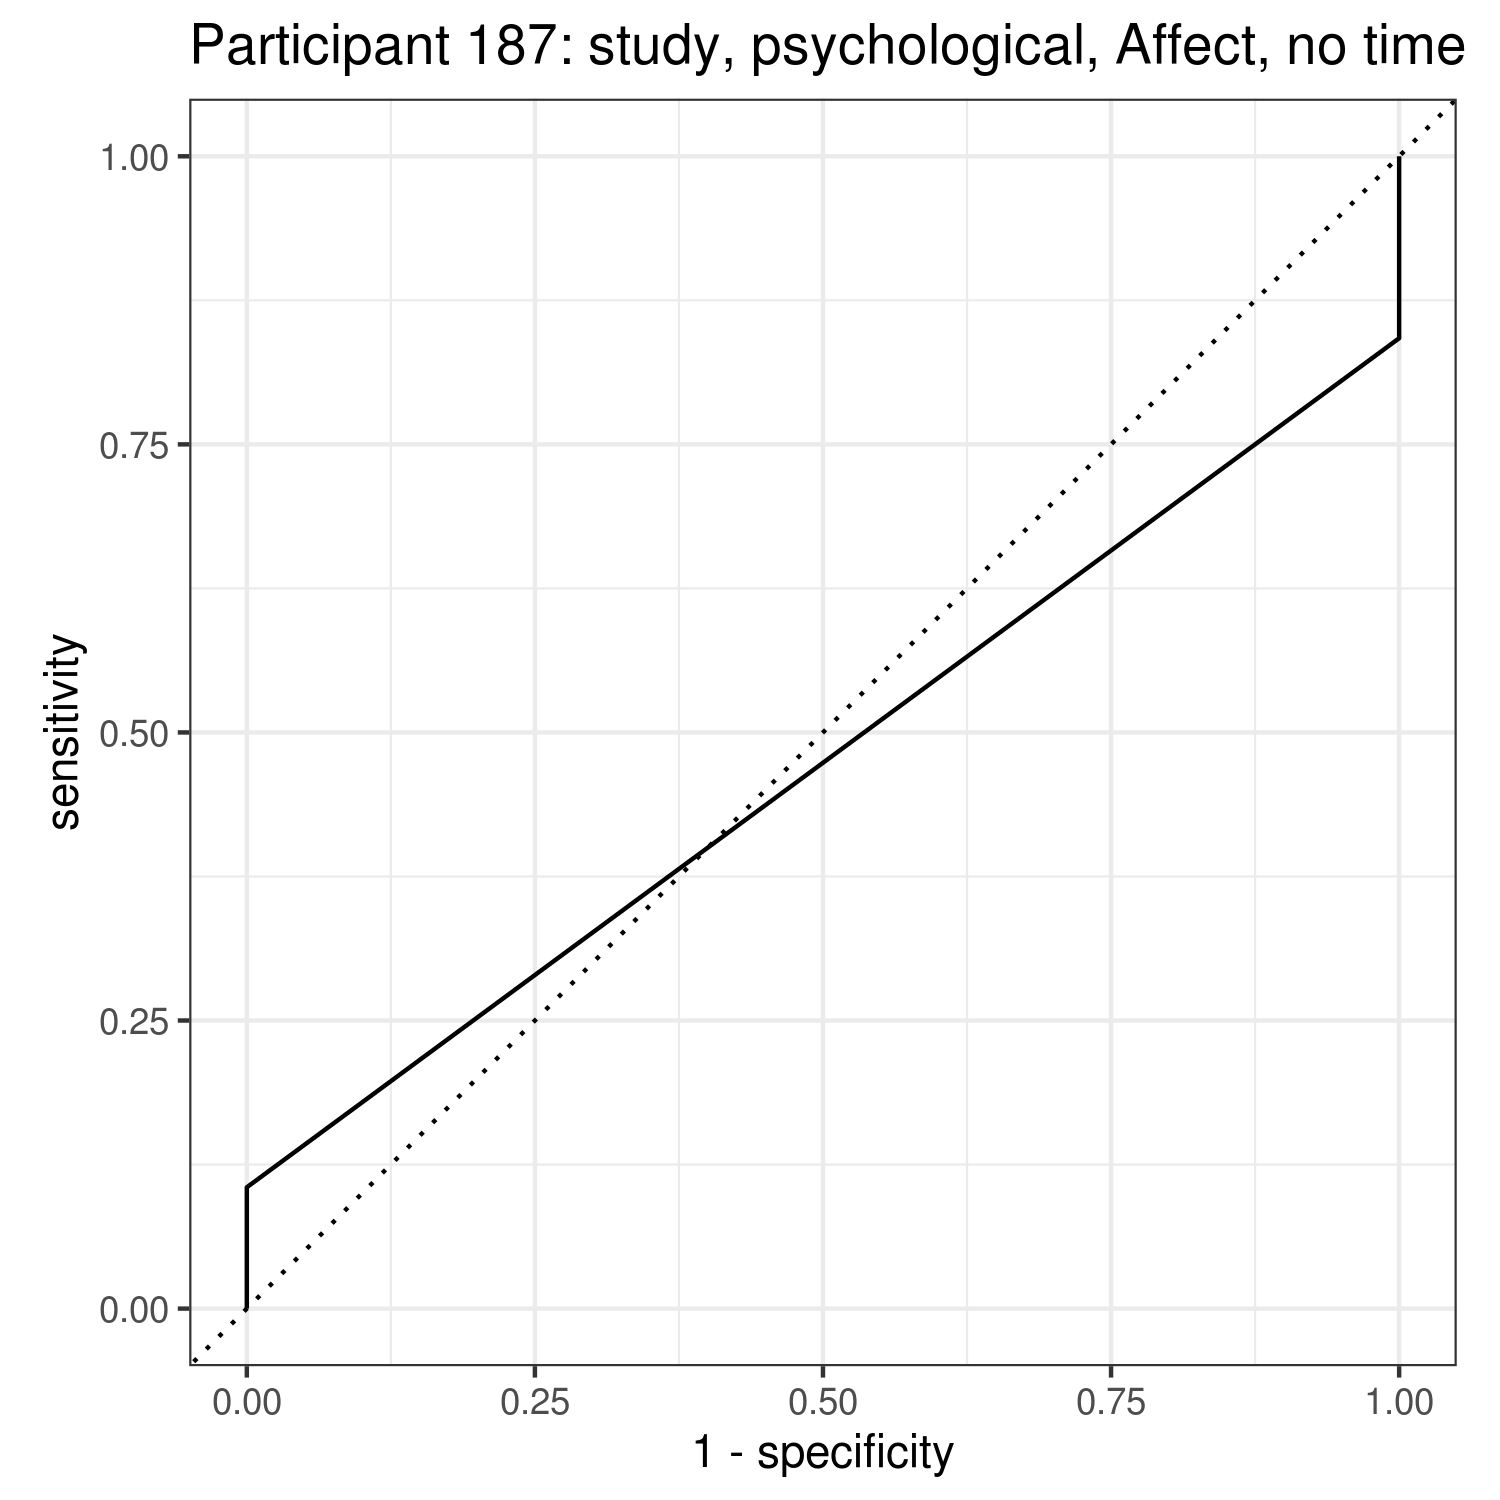 Participant 187: study, psychological, Affect, no time
1.00
0.75
0.50
0.25
0.00
sensitivity
0.00 0.25 0.50 0.75 1.00
1 - specificity